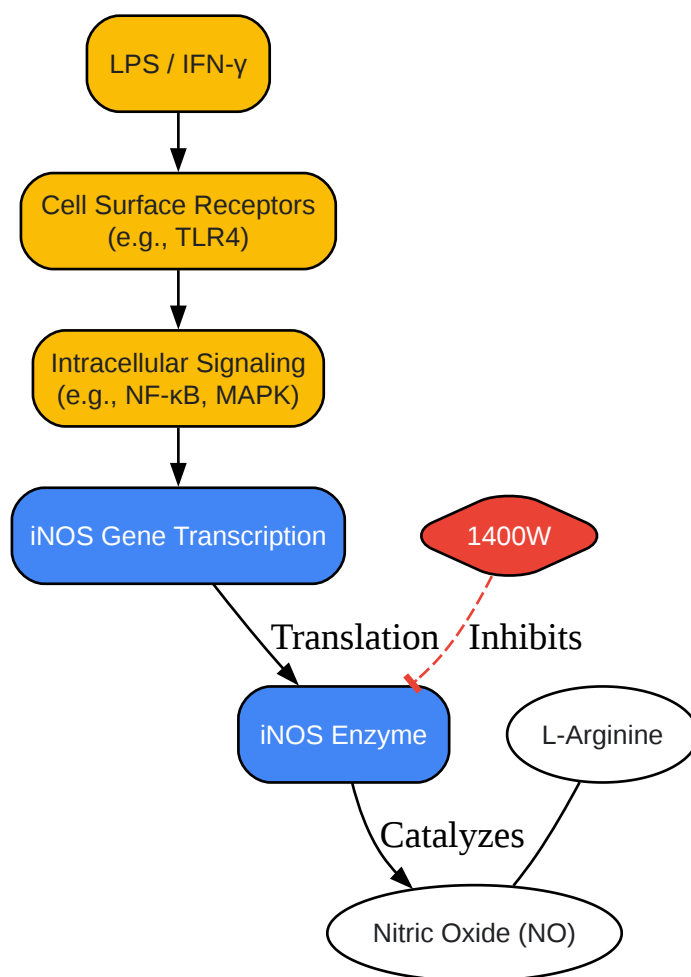 LPS / IFN-γ
Cell Surface Receptors
(e.g., TLR4)
Intracellular Signaling
(e.g., NF-κB, MAPK)
iNOS Gene Transcription
1400W
Translation
Inhibits
iNOS Enzyme
L-Arginine
Catalyzes
Nitric Oxide (NO)